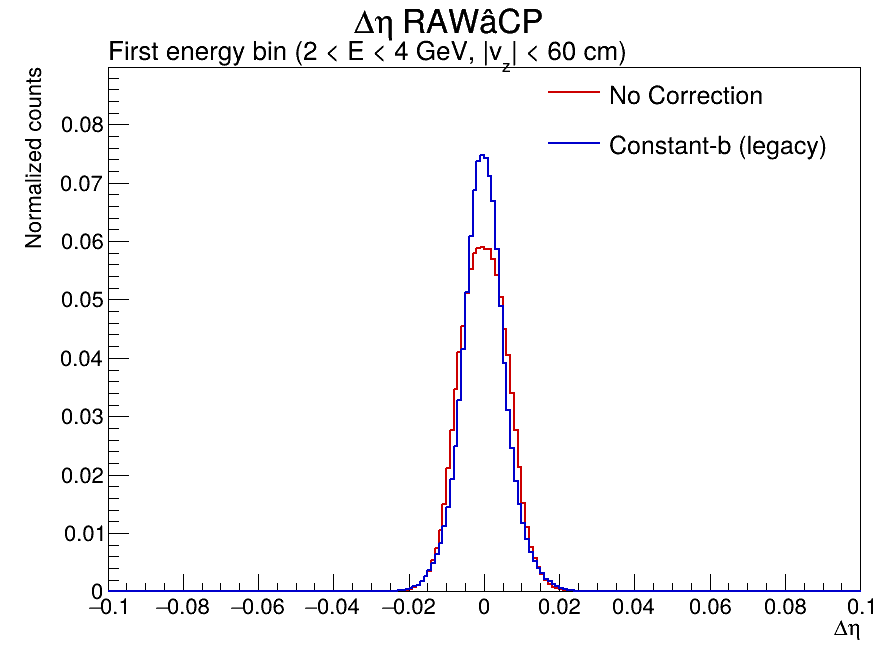 Δη RAWâCP
First energy bin (2 < E < 4 GeV, |v_z| < 60 cm)
Normalized counts
No Correction
Constant-b (legacy)
0.08
0.07
0.06
0.05
0.04
0.03
0.02
0.01
0
−0.1 −0.08 −0.06 −0.04 −0.02 0 0.02 0.04 0.06 0.08 0.1
Δη